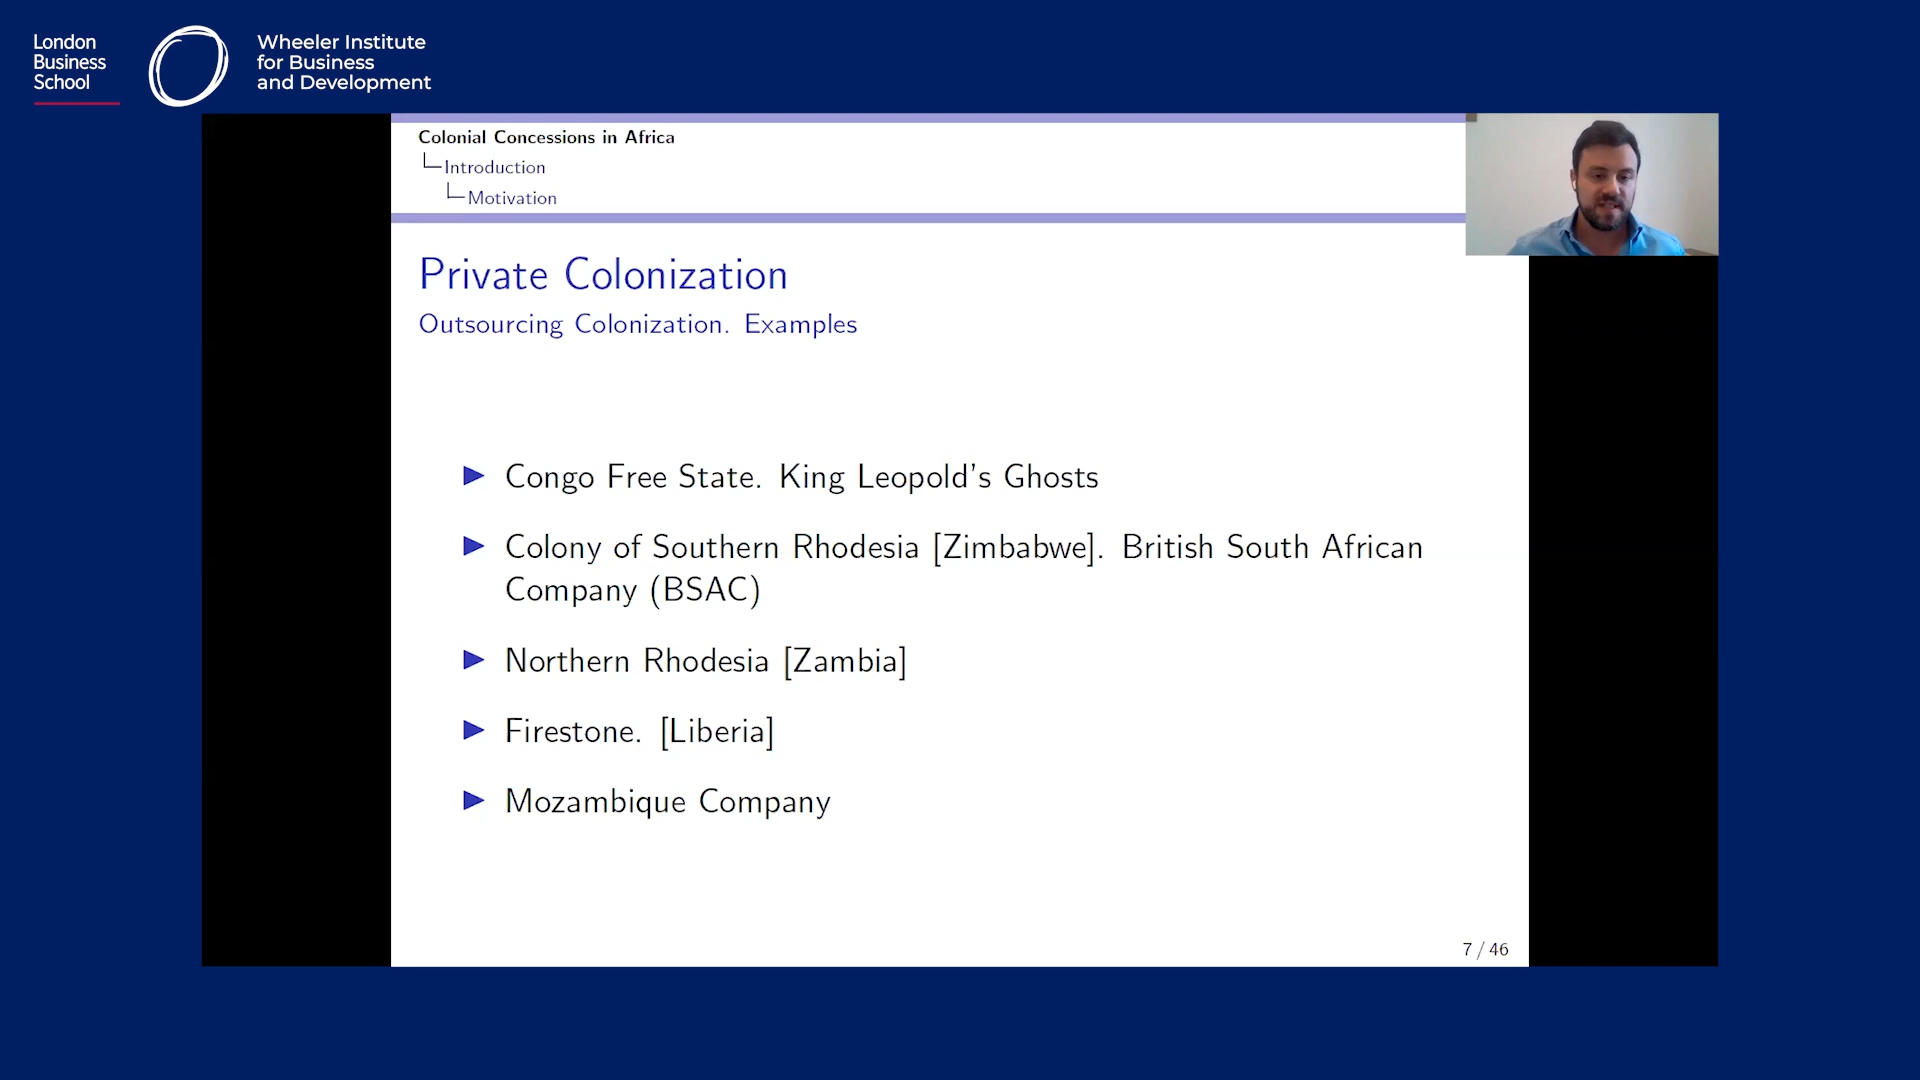 London
Business
School
Wheeler Institute
for Business
and Development
Colonial Concessions in Africa
Introduction
Motivation
Private Colonization
Outsourcing Colonization. Examples
Congo Free State. King Leopold's Ghosts
Colony of Southern Rhodesia [Zimbabwe]. British South African
Company (BSAC)
Northern Rhodesia [Zambia]
Firestone. [Liberia]
Mozambique Company
7 / 46